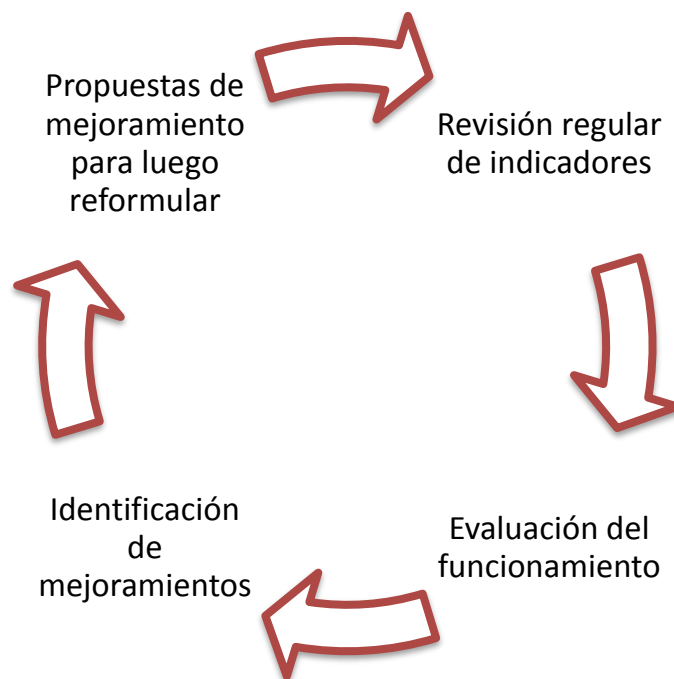 Propuestas de
mejoramiento
para luego
reformular
Revisión regular
de indicadores
Evaluación del
funcionamiento
Identificación
de
mejoramientos